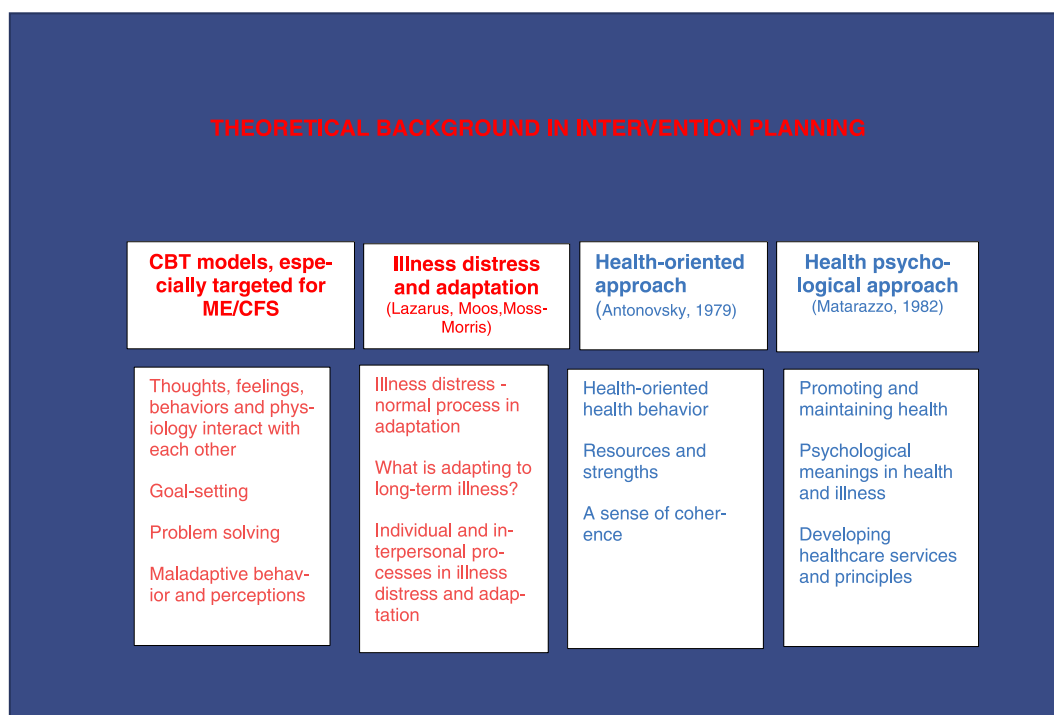 THEORETICAL BACKGROUND IN INTERVENTION PLANNING
CBT models, espe-
cially targeted for
ME/CFS
Illness distress
and adaptation
(Lazarus, Moos,Moss-
Morris)
Health-oriented
approach
(Antonovsky, 1979)
Health psycho-
logical approach
(Matarazzo, 1982)
Thoughts, feelings,
behaviors and phys-
iology interact with
each other
Goal-setting
Problem solving
Maladaptive behav-
ior and perceptions
Illness distress -
normal process in
adaptation
What is adapting to
long-term illness?
Individual and in-
terpersonal pro-
cesses in illness
distress and adap-
tation
Health-oriented
health behavior
Resources and
strengths
A sense of coher-
ence
Promoting and
maintaining health
Psychological
meanings in health
and illness
Developing
healthcare services
and principles